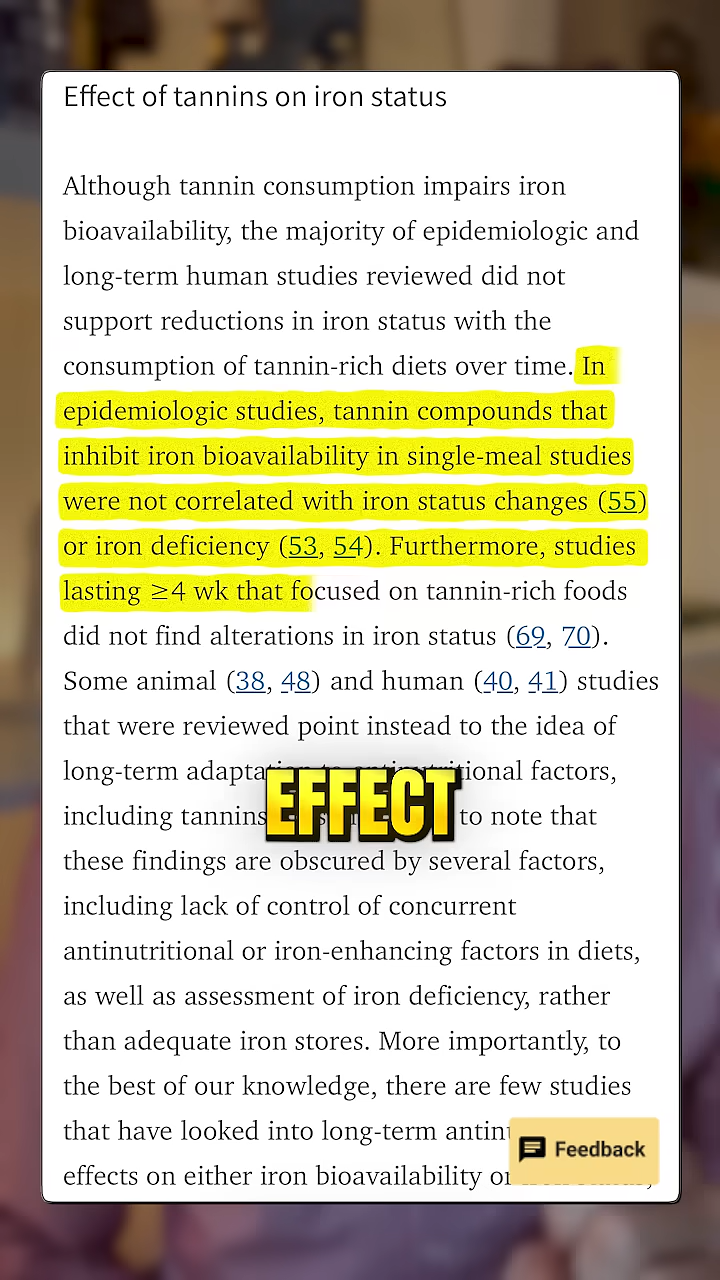 Effect of tannins on iron status
Although tannin consumption impairs iron
bioavailability, the majority of epidemiologic and
long-term human studies reviewed did not
support reductions in iron status with the
consumption of tannin-rich diets over time. In
epidemiologic studies, tannin compounds that
inhibit iron bioavailability in single-meal studies
were not correlated with iron status changes (55)
or iron deficiency (53, 54). Furthermore, studies
lasting ≥4 wk that focused on tannin-rich foods
did not find alterations in iron status (69, 70).
Some animal (38, 48) and human (40, 41) studies
that were reviewed point instead to the idea of
long-term factors,
including tannins to note that
EFFECT
these findings are obscured by several factors,
including lack of control of concurrent
antinutritional or iron-enhancing factors in diets,
as well as assessment of iron deficiency, rather
than adequate iron stores. More importantly, to
the best of our knowledge, there are few studies
that have looked into long-term
Feedback
effects on either iron bioavailability